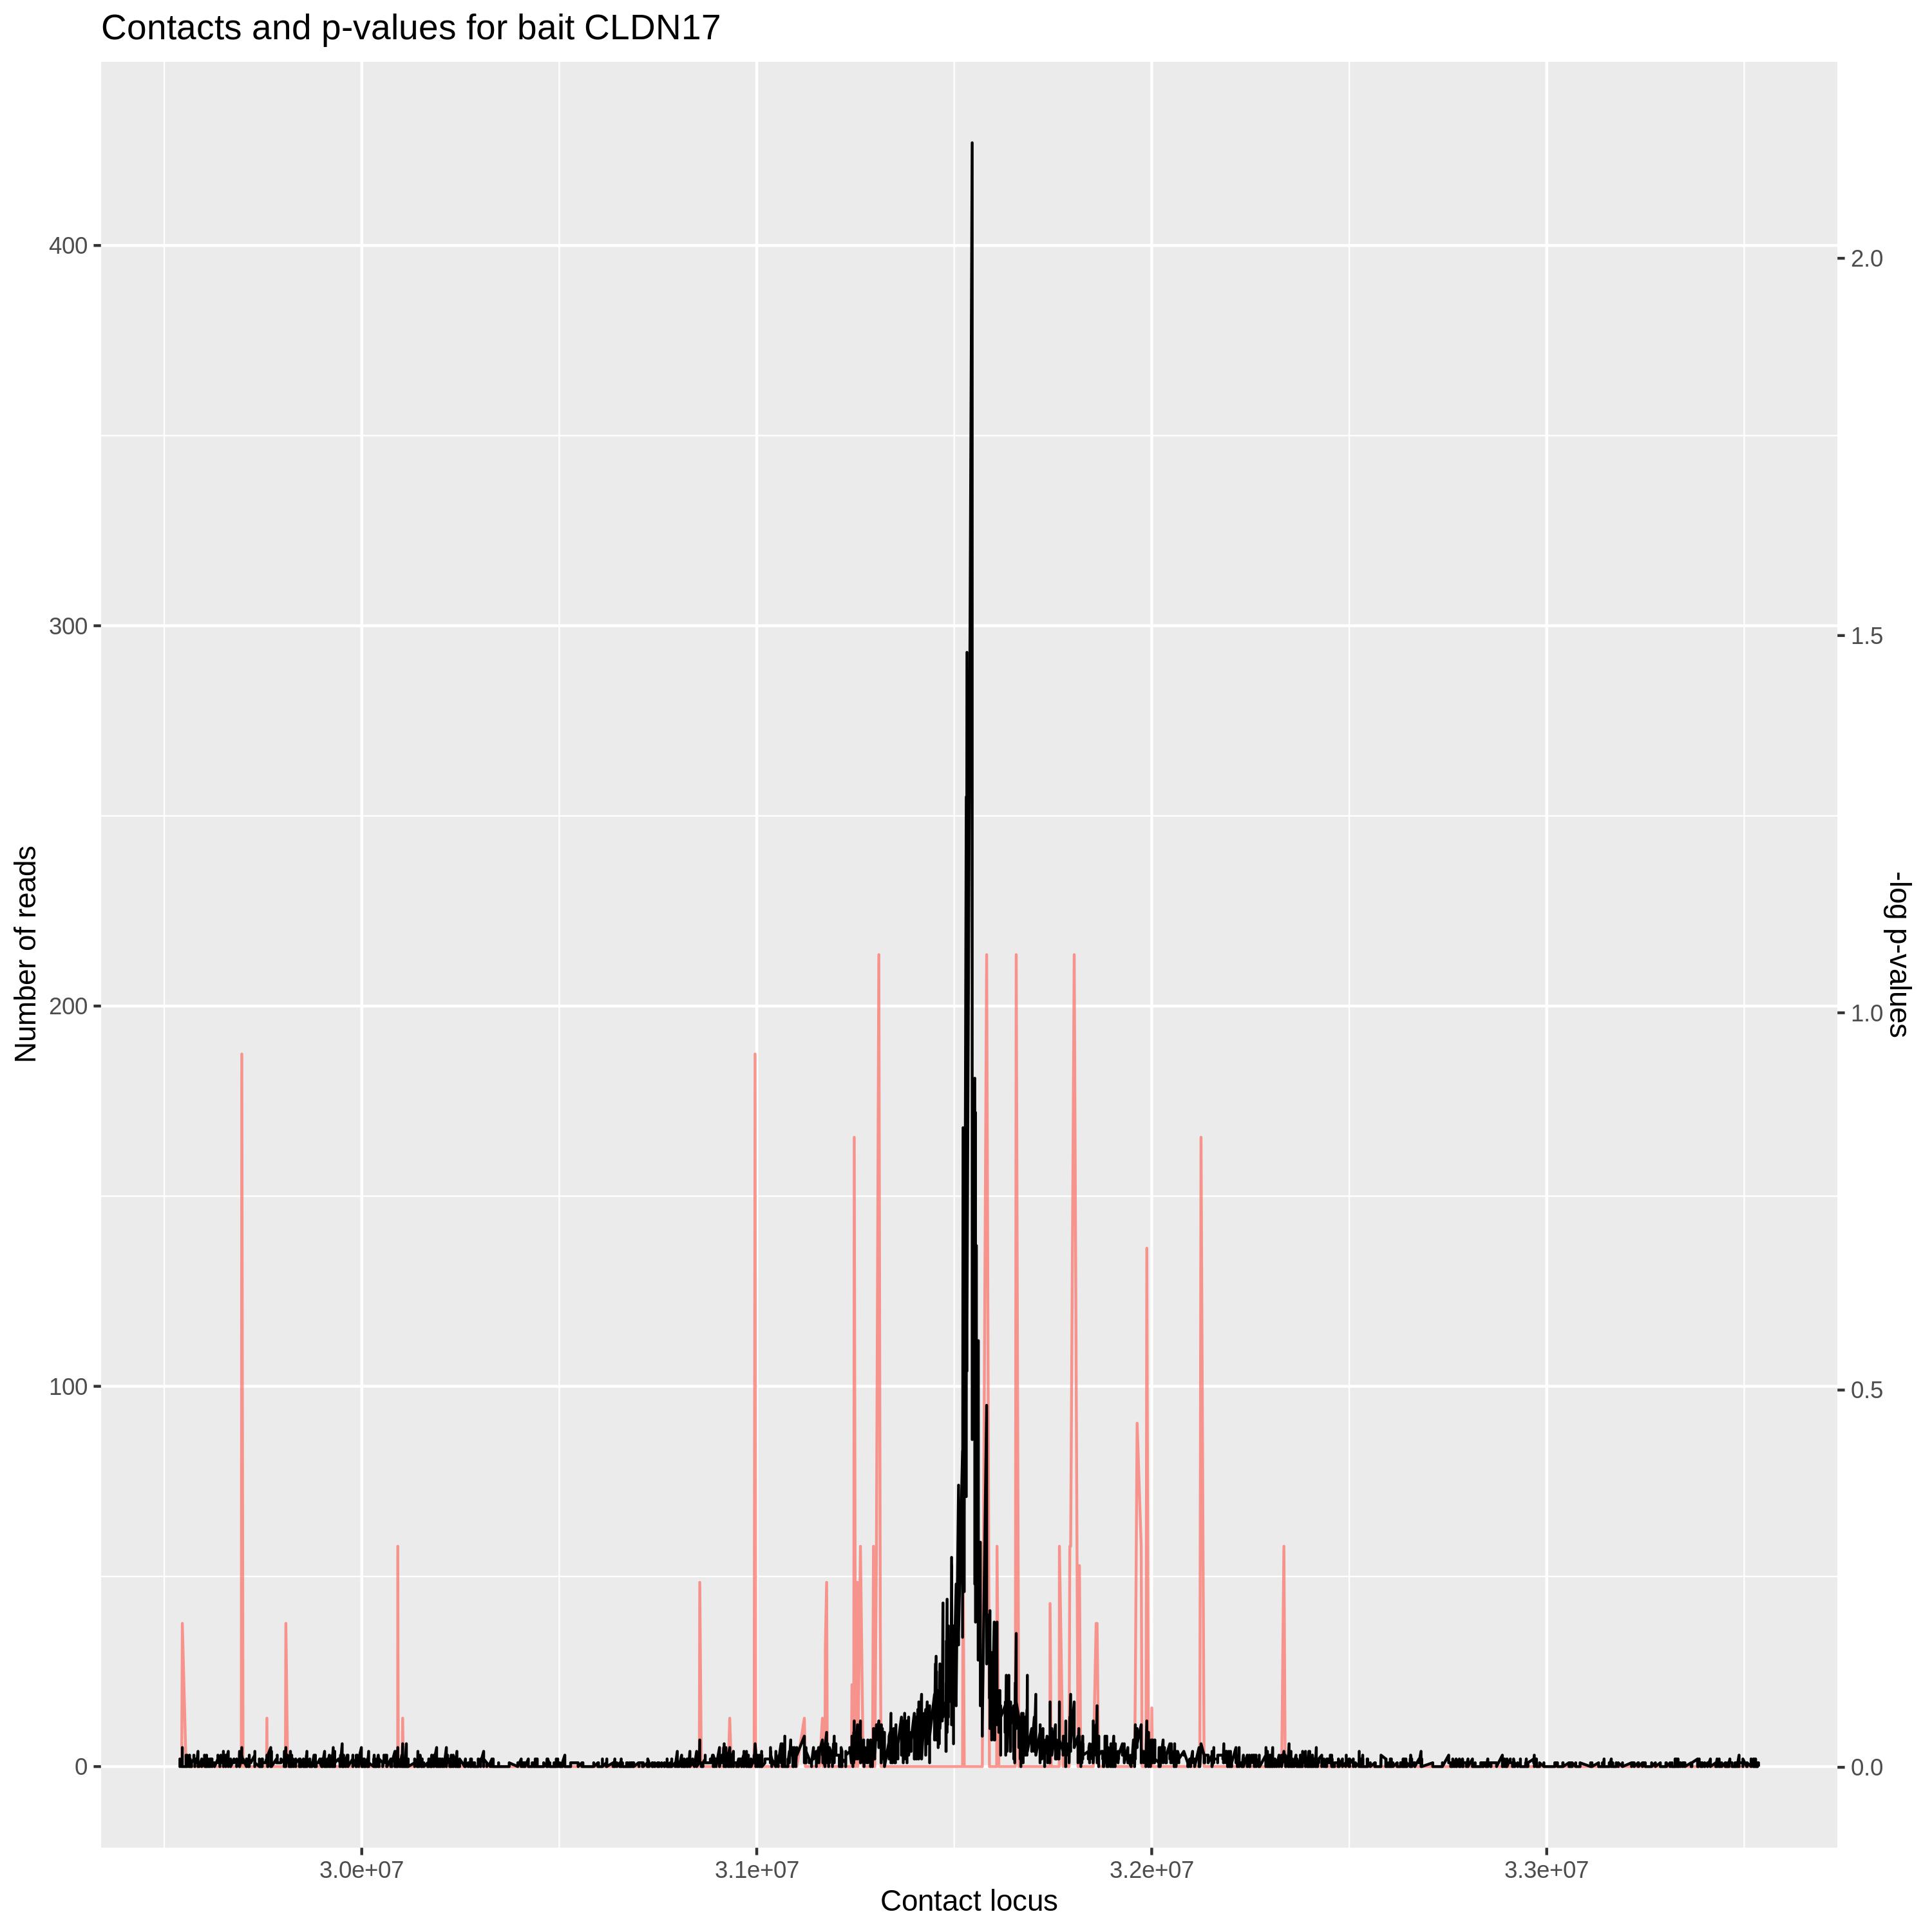 Contacts and p-values for bait CLDN17
Number of reads
400
300
200
100
0
2.0
1.5
1.0
0.5
0.0
-log p-values
3.0e+07
3.1e+07
3.2e+07
3.3e+07
Contact locus